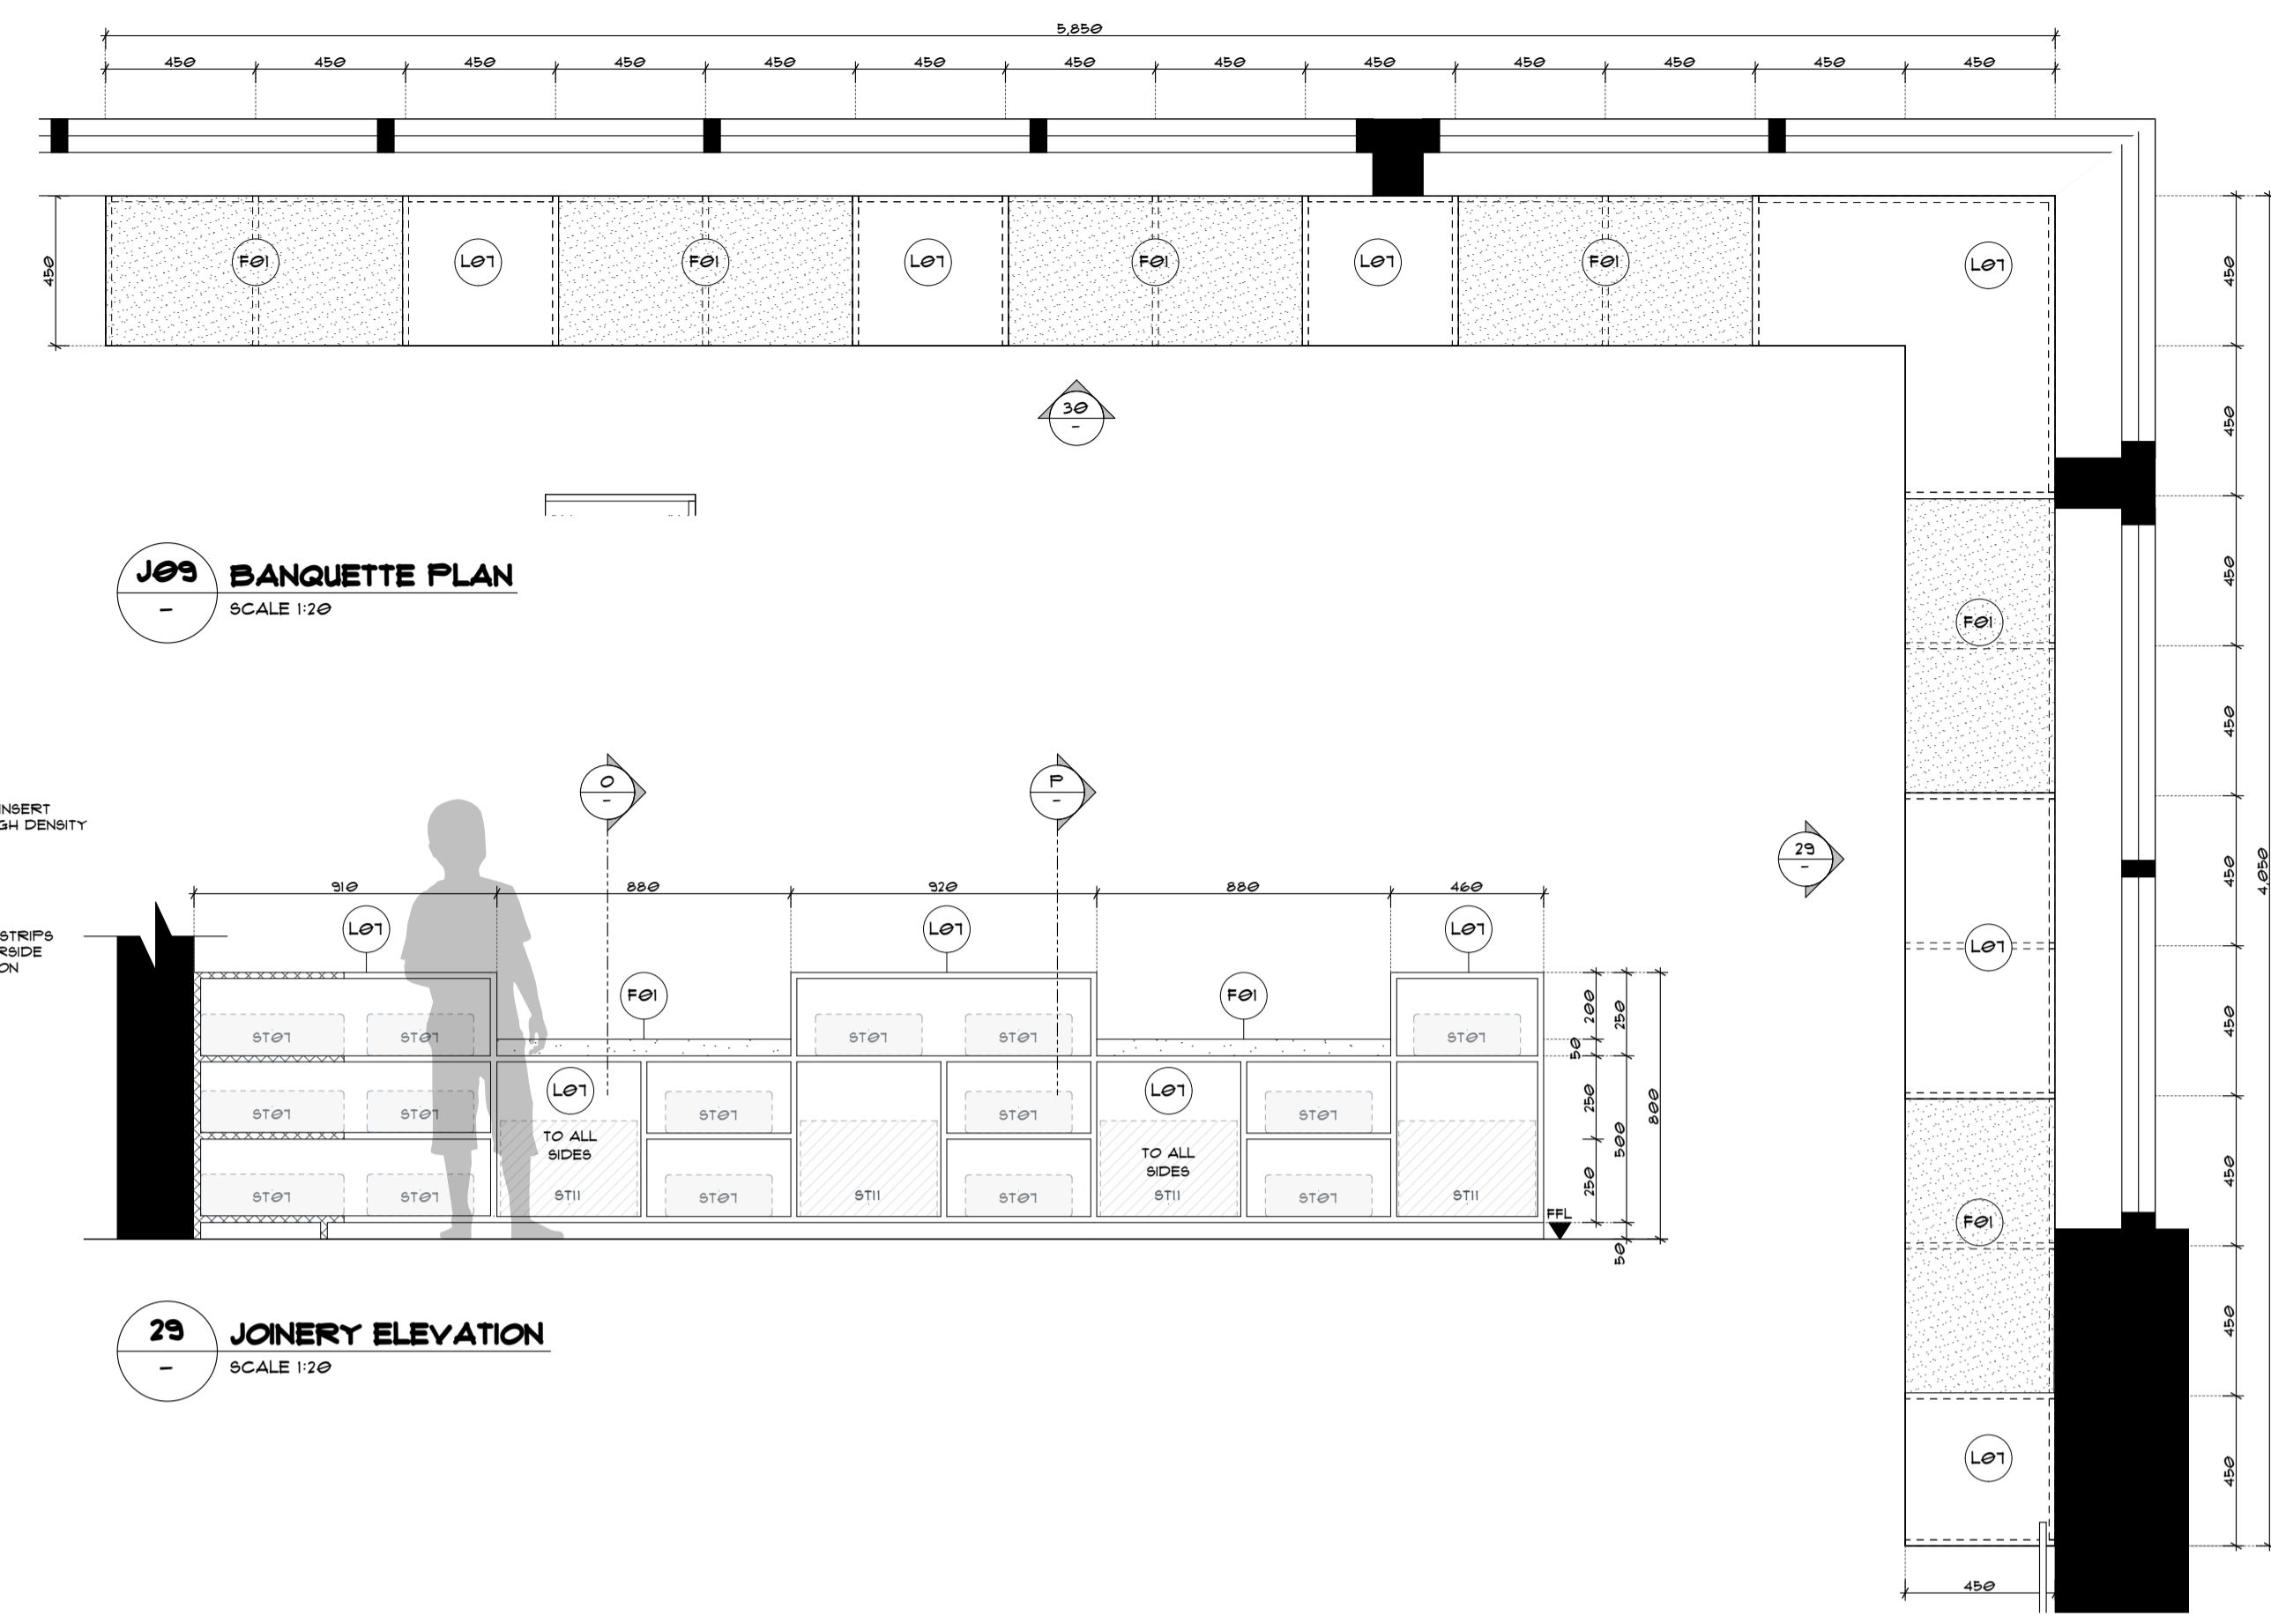 5,850
450 450 450 450 450 450 450 450 450 450 450 450 450
450
F01 L07 F01 L07 F01 L07 F01 L07
450
450
30
-
450
J09 BANQUETTE PLAN
- SCALE 1:20
F01
450
450
O
-
P
-
INSERT
GH DENSITY
29
-
450
4,050
910 880 920 880 460
L07 L07 L07
STRIPS
RSIDE
ON
L07
F01 F01
200 250
450
ST07 ST07 ST07 ST07 ST07
50
L07 L07
250 800
ST07 ST07 ST07 ST07 ST07
TO ALL
SIDES
TO ALL
SIDES
500
450
250
ST07 ST07 ST11 ST07 ST11 ST07 ST11 ST07 ST11
FFL
50
F01
450
29 JOINERY ELEVATION
- SCALE 1:20
L07
450
450